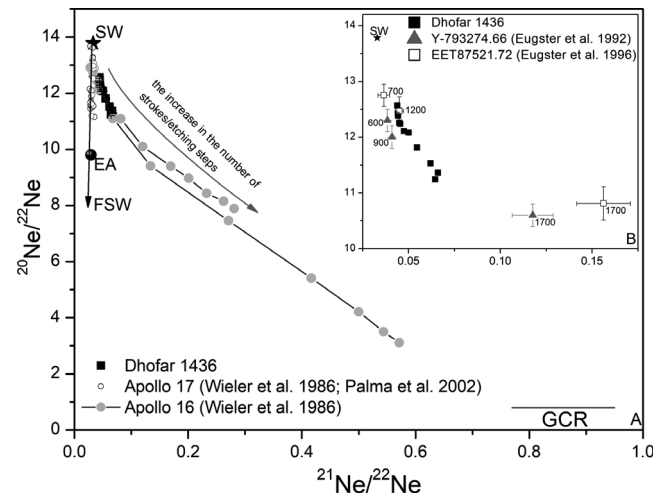 SW
EA
FSW
the increase in the number of
strokes/etching steps
Dhofar 1436
Apollo 17 (Wieler et al. 1986; Palma et al. 2002)
Apollo 16 (Wieler et al. 1986)
GCR
A
20Ne/22Ne
16
14
12
10
8
6
4
2
0
0.0
0.2
0.4
0.6
0.8
1.0
21Ne/22Ne
SW
Dhofar 1436
Y-793274.66 (Eugster et al. 1992)
EET87521.72 (Eugster et al. 1996)
700
1200
600
900
1700
1700
B
14
13
12
11
10
0.05
0.10
0.15